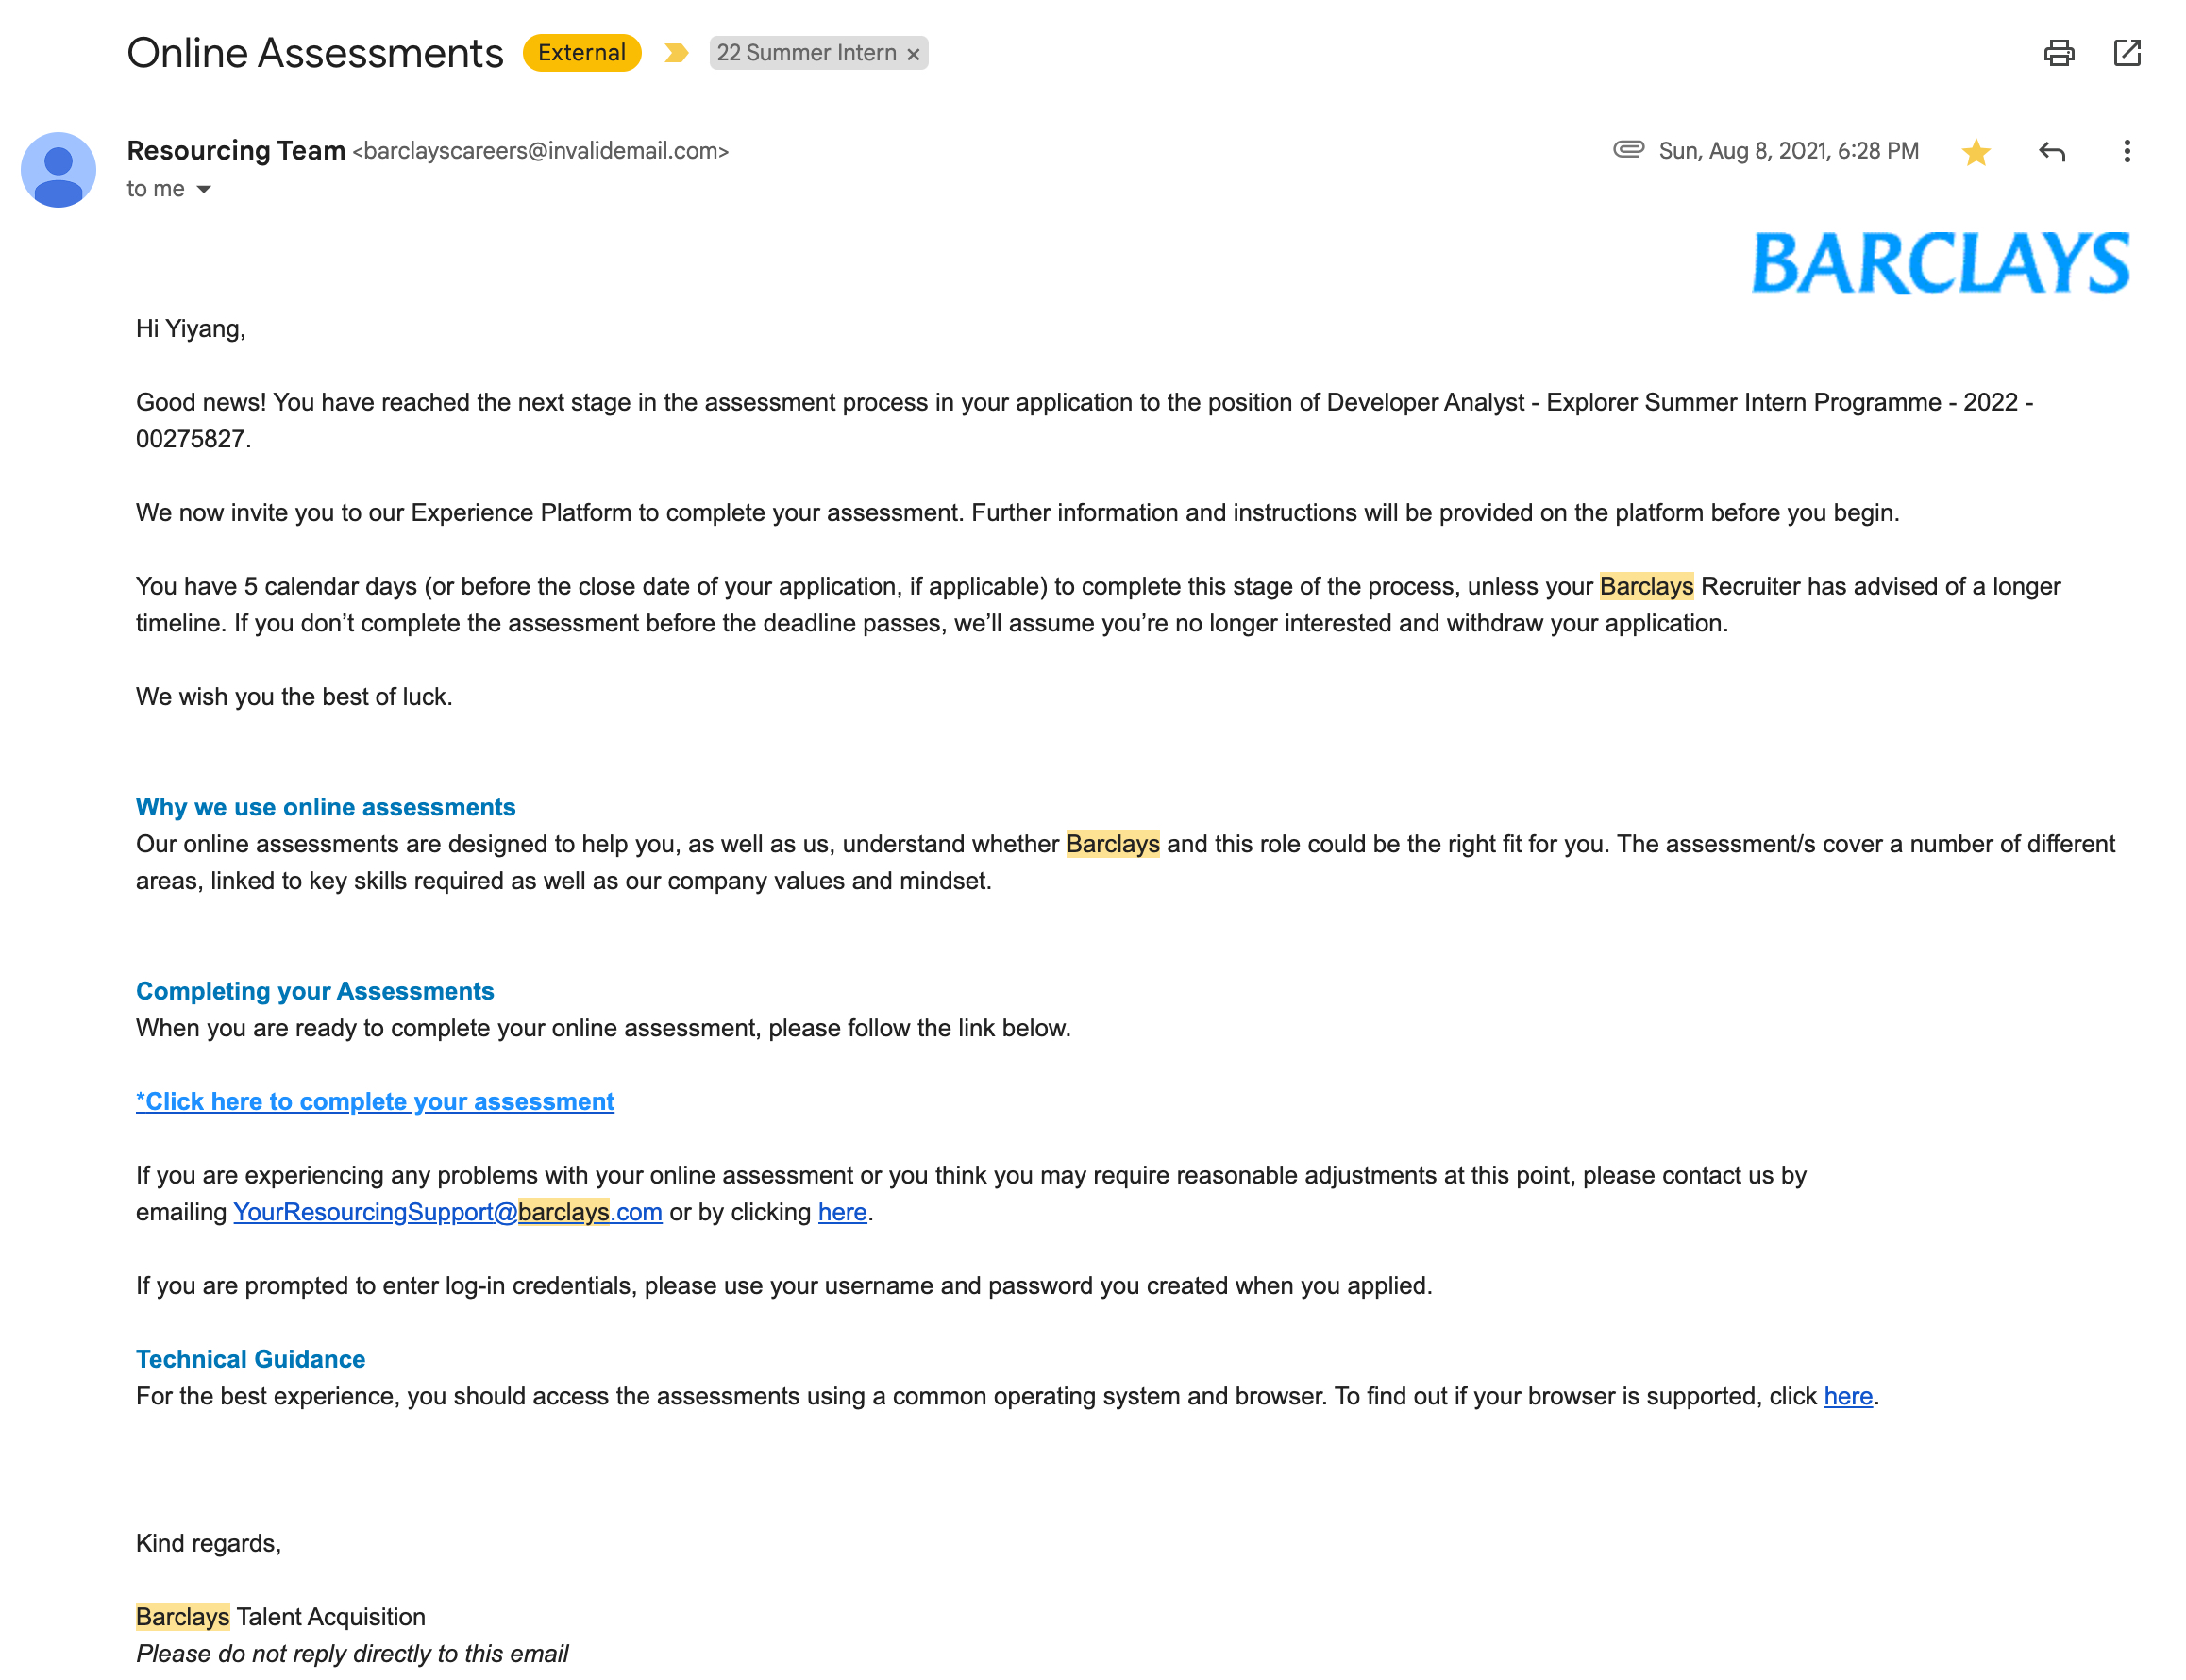 Online Assessments External 22 Summer Intern ×
Resourcing Team <barclayscareers@invalidemail.com> Sun, Aug 8, 2021, 6:28 PM
to me
BARCLAYS
Hi Yiyang,
Good news! You have reached the next stage in the assessment process in your application to the position of Developer Analyst - Explorer Summer Intern Programme - 2022 -
00275827.
We now invite you to our Experience Platform to complete your assessment. Further information and instructions will be provided on the platform before you begin.
You have 5 calendar days (or before the close date of your application, if applicable) to complete this stage of the process, unless your Barclays Recruiter has advised of a longer
timeline. If you don’t complete the assessment before the deadline passes, we’ll assume you’re no longer interested and withdraw your application.
We wish you the best of luck.
Why we use online assessments
Our online assessments are designed to help you, as well as us, understand whether Barclays and this role could be the right fit for you. The assessment/s cover a number of different
areas, linked to key skills required as well as our company values and mindset.
Completing your Assessments
When you are ready to complete your online assessment, please follow the link below.
*Click here to complete your assessment
If you are experiencing any problems with your online assessment or you think you may require reasonable adjustments at this point, please contact us by
emailing YourResourcingSupport@barclays.com or by clicking here.
If you are prompted to enter log-in credentials, please use your username and password you created when you applied.
Technical Guidance
For the best experience, you should access the assessments using a common operating system and browser. To find out if your browser is supported, click here.
Kind regards,
Barclays Talent Acquisition
Please do not reply directly to this email